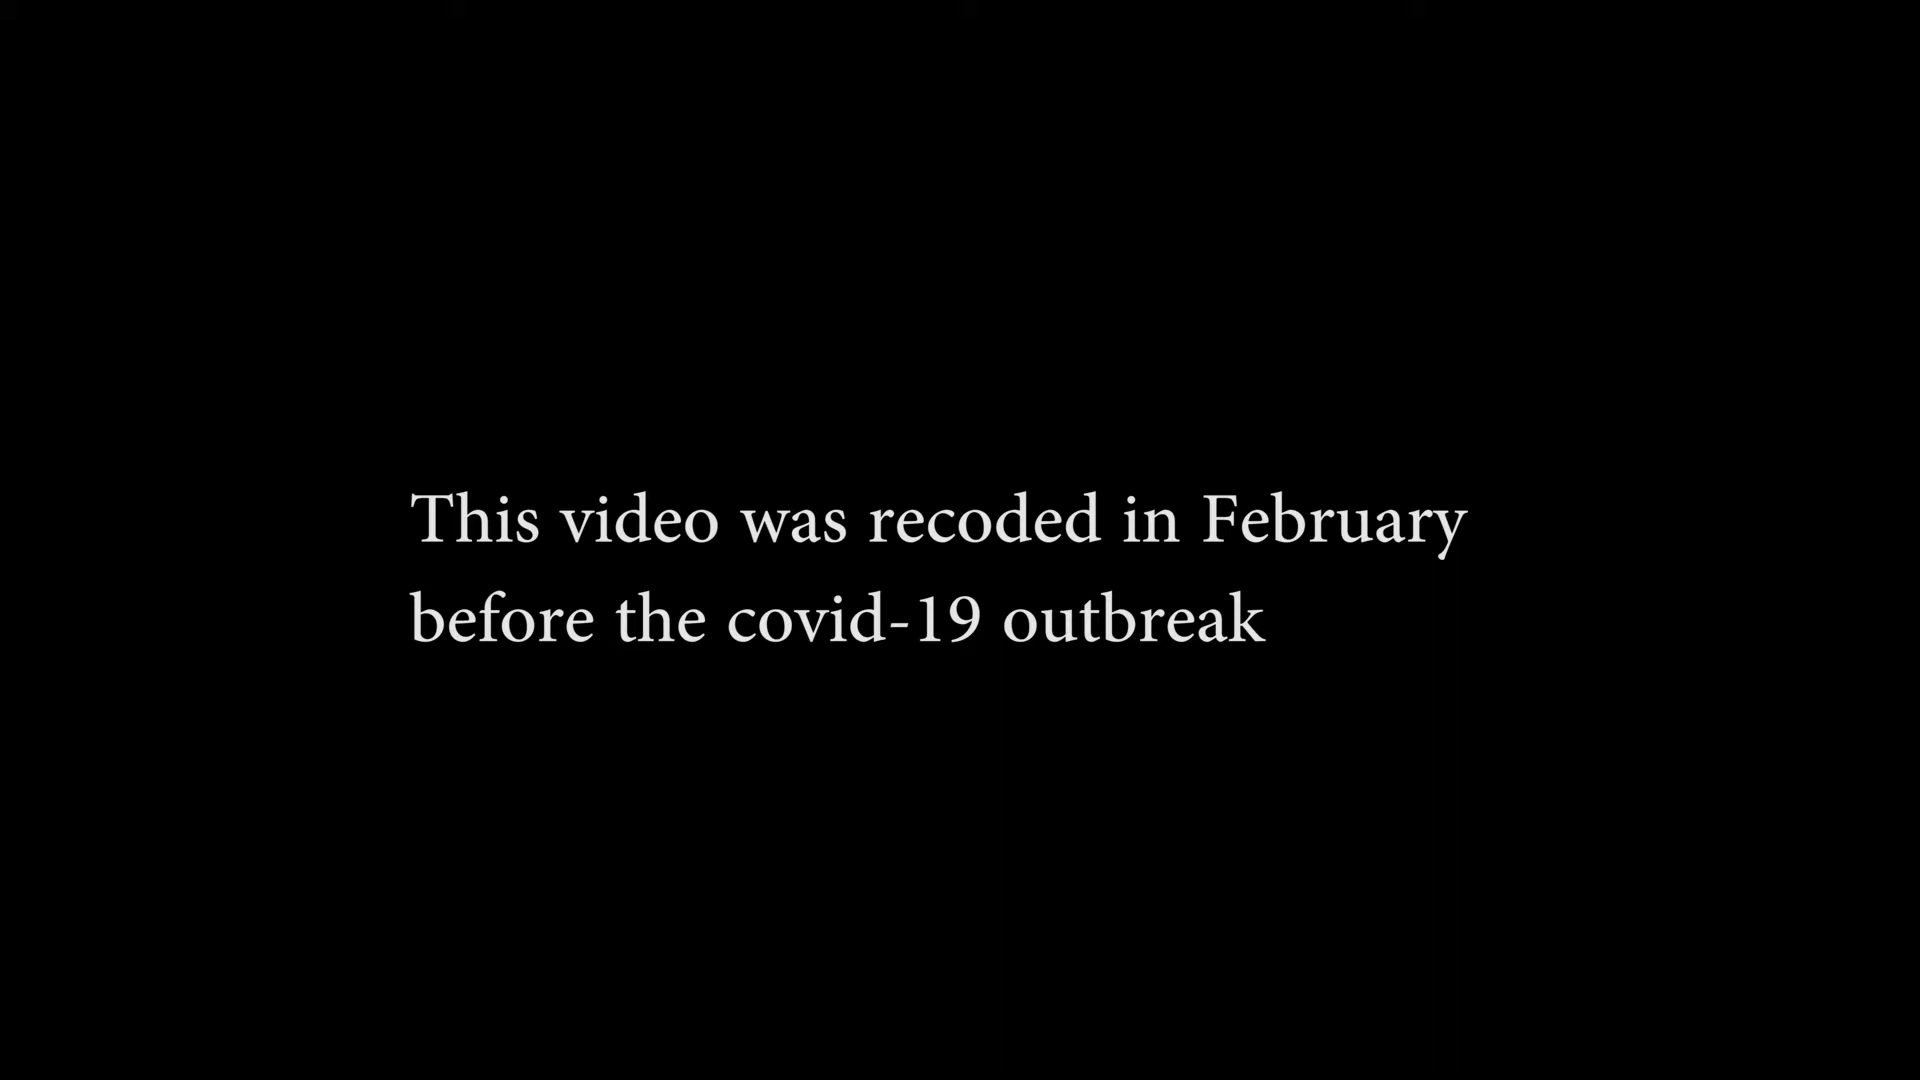 This video was recoded in February
before the covid-19 outbreak